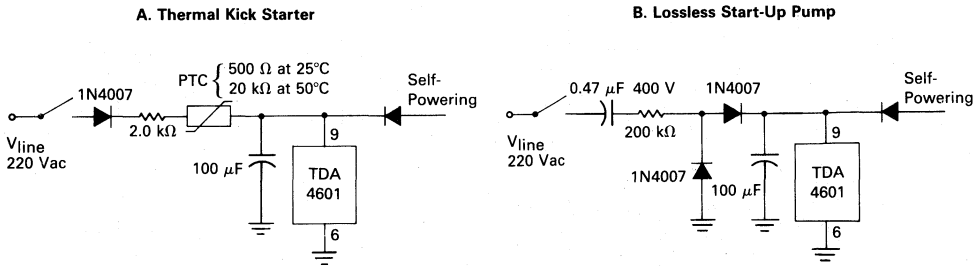 A. Thermal Kick Starter
PTC { 500 Ω at 25°C
20 kΩ at 50°C
1N4007
2.0 kΩ
Vline
220 Vac
100 μF
9
TDA
4601
6
Self-
Powering
B. Lossless Start-Up Pump
0.47 μF 400 V
1N4007
200 kΩ
Vline
220 Vac
1N4007
100 μF
9
TDA
4601
6
Self-
Powering